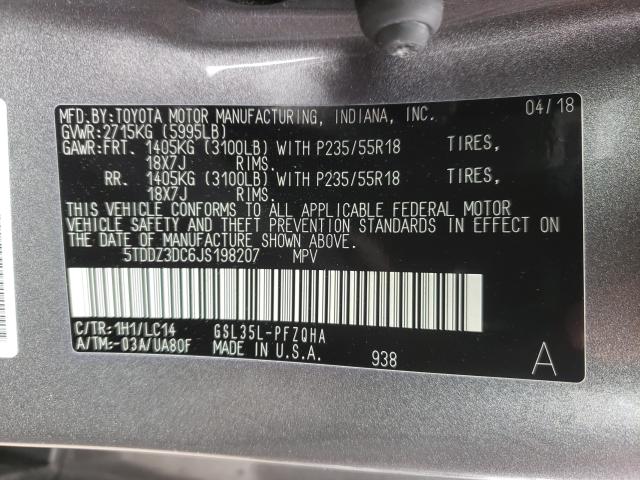 MFD.BY:TOYOTA MOTOR MANUFACTURING, INDIANA, INC. 04/18
GVWR:2715KG (5995LB)
GAWR:FRT. 1405KG (3100LB) WITH P235/55R18 TIRES,
18X7J RIMS.
RR. 1405KG (3100LB) WITH P235/55R18 TIRES,
18X7J RIMS.
THIS VEHICLE CONFORMS TO ALL APPLICABLE FEDERAL MOTOR
VEHICLE SAFETY AND THEFT PREVENTION STANDARDS IN EFFECT ON
THE DATE OF MANUFACTURE SHOWN ABOVE.
5TDDZ3DC6JS198207 MPV
C/TR:1H1/LC14 GSL35L-PFZQHA
A/TM:-03A/UA80F MADE IN U.S.A. 938 A